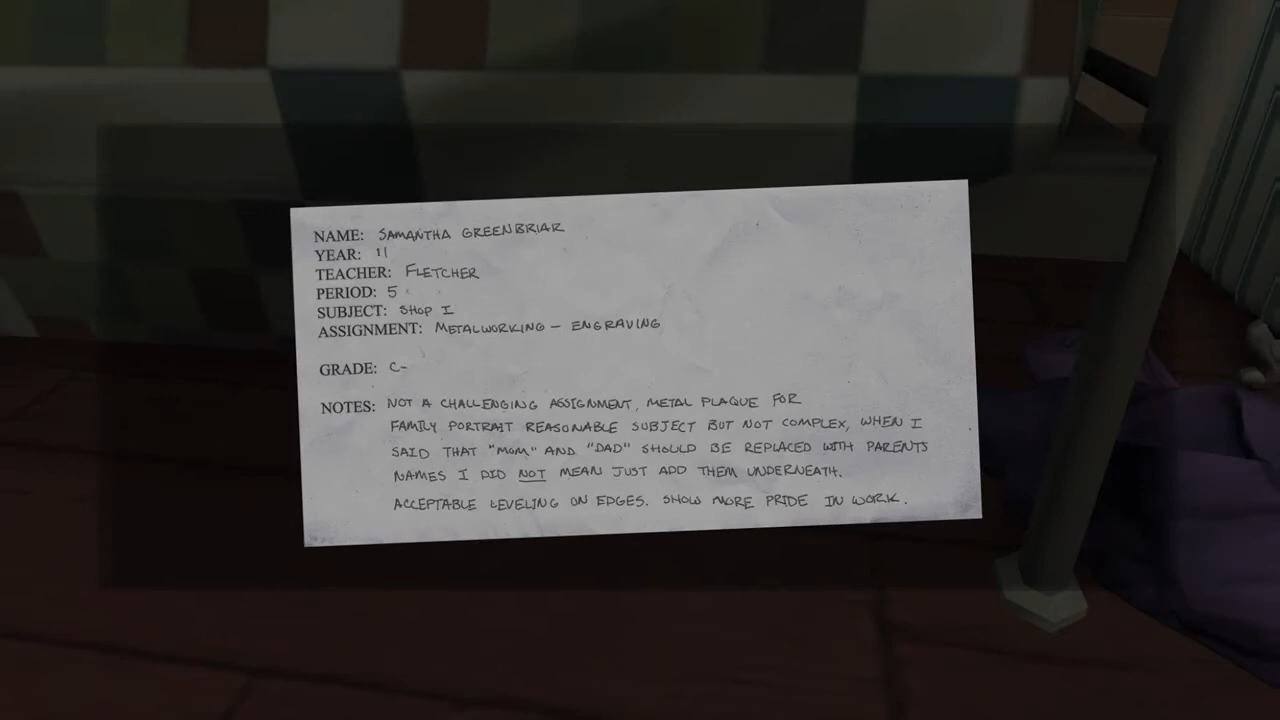 NAME: SAMANTHA GREENBRIAR
YEAR: 11
TEACHER: FLETCHER
PERIOD: 5
SUBJECT: SHOP I
ASSIGNMENT: METALWORKING - ENGRAVING
GRADE: C-
NOTES: NOT A CHALLENGING ASSIGNMENT, METAL PLAQUE FOR
FAMILY PORTRAIT REASONABLE SUBJECT BUT NOT COMPLEX, WHEN I
SAID THAT "MOM" AND "DAD" SHOULD BE REPLACED WITH PARENTS
NAMES I DID NOT MEAN JUST ADD THEM UNDERNEATH.
ACCEPTABLE LEVELING ON EDGES. SHOW MORE PRIDE IN WORK.